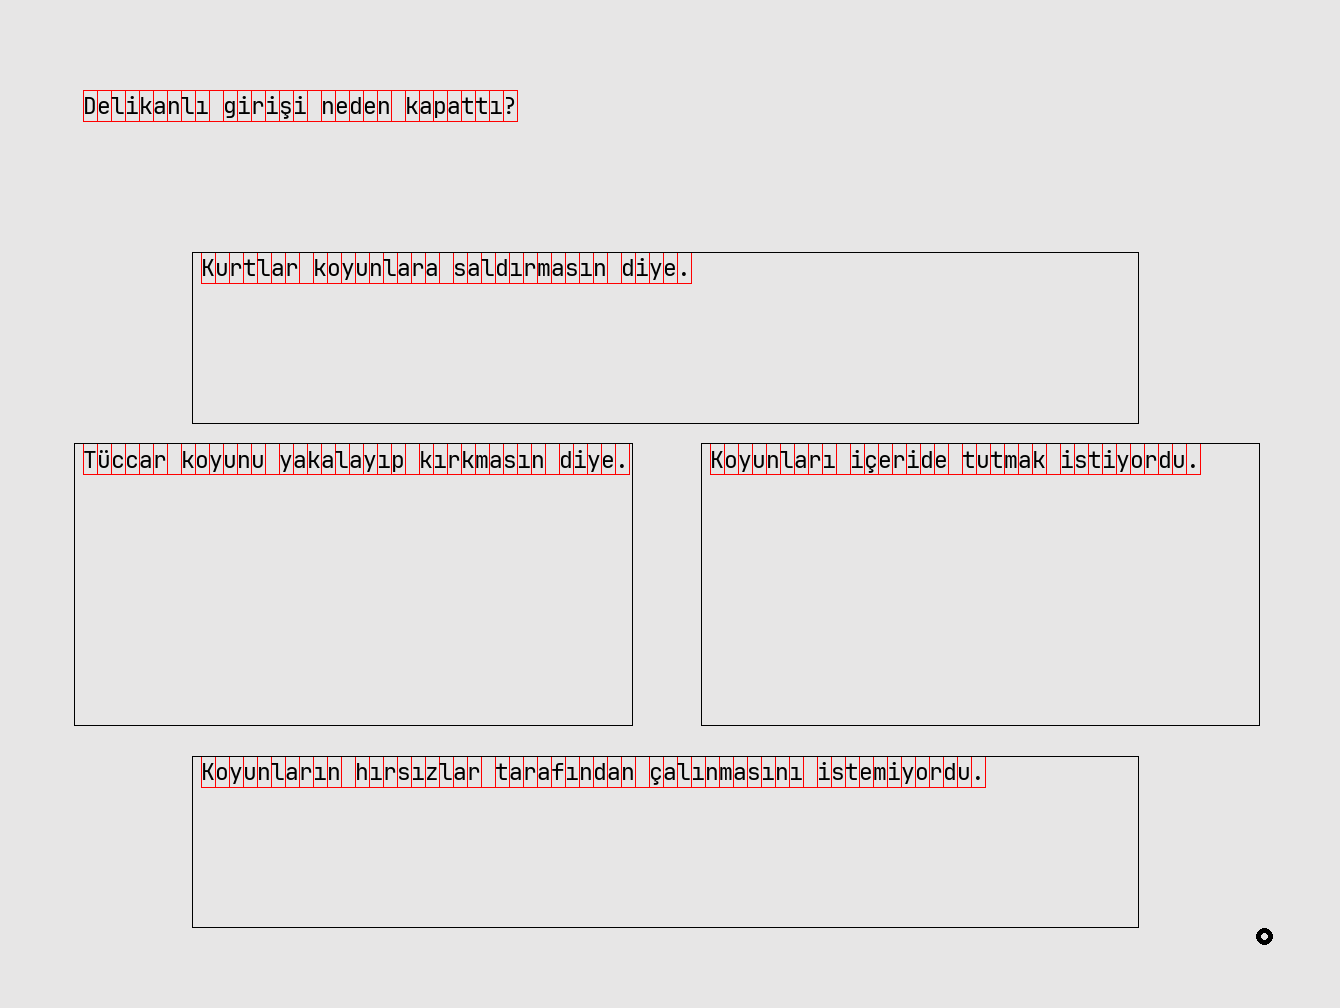 Delikanlı girişi neden kapattı?
Kurtlar koyunlara saldırmasın diye.
Tüccar koyunu yakalayıp kırkmasın diye.
Koyunları içeride tutmak istiyordu.
Koyunların hırsızlar tarafından çalınmasını istemiyordu.